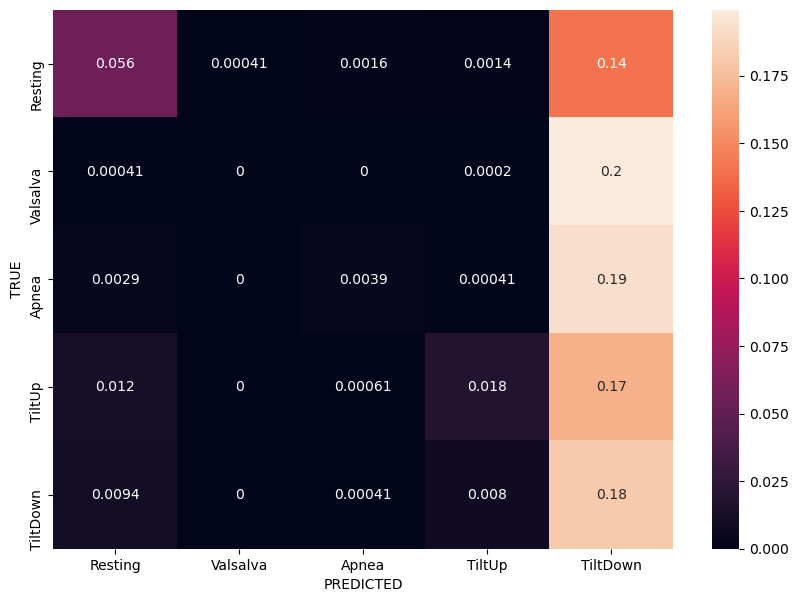 Resting 0.056 0.00041 0.0016 0.0014 0.14
Valsalva 0.00041 0 0 0.0002 0.2
Apnea 0.0029 0 0.0039 0.00041 0.19
TiltUp 0.012 0 0.00061 0.018 0.17
TiltDown 0.0094 0 0.00041 0.008 0.18
TRUE
Resting Valsalva Apnea TiltUp TiltDown
PREDICTED
0.175
0.150
0.125
0.100
0.075
0.050
0.025
0.000